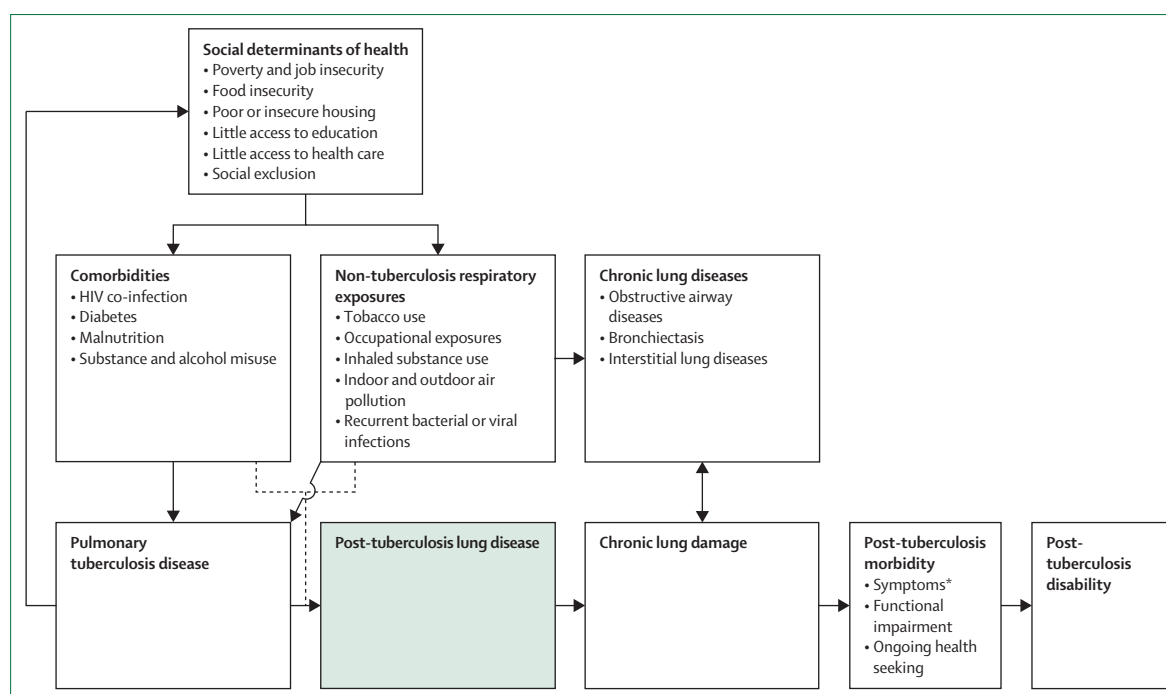 Social determinants of health
• Poverty and job insecurity
• Food insecurity
• Poor or insecure housing
• Little access to education
• Little access to health care
• Social exclusion
Comorbidities
• HIV co-infection
• Diabetes
• Malnutrition
• Substance and alcohol misuse
Non-tuberculosis respiratory
exposures
• Tobacco use
• Occupational exposures
• Inhaled substance use
• Indoor and outdoor air
pollution
• Recurrent bacterial or viral
infections
Chronic lung diseases
• Obstructive airway
diseases
• Bronchiectasis
• Interstitial lung diseases
Pulmonary
tuberculosis disease
Post-tuberculosis lung disease
Chronic lung damage
Post-tuberculosis
morbidity
• Symptoms*
• Functional
impairment
• Ongoing health
seeking
Post-
tuberculosis
disability